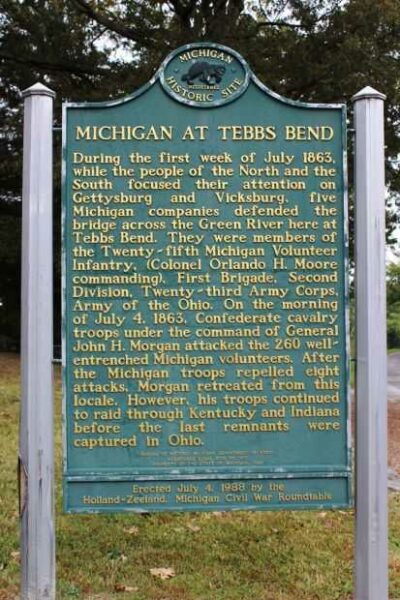 MICHIGAN
REGISTERED
HISTORIC SITE
MICHIGAN AT TEBBS BEND
During the first week of July 1863,
while the people of the North and the
South focused their attention on
Gettysburg and Vicksburg, five
Michigan companies defended the
bridge across the Green River here at
Tebbs Bend. They were members of
the Twenty-fifth Michigan Volunteer
Infantry, (Colonel Orlando H. Moore
commanding), First Brigade, Second
Division, Twenty-third Army Corps,
Army of the Ohio. On the morning
of July 4, 1863, Confederate cavalry
troops under the command of General
John H. Morgan attacked the 260 well-
entrenched Michigan volunteers. After
the Michigan troops repelled eight
attacks, Morgan retreated from this
locale. However, his troops continued
to raid through Kentucky and Indiana
before the last remnants were
captured in Ohio.
Erected July 4, 1988 by the
Holland-Zeeland, Michigan Civil War Roundtable